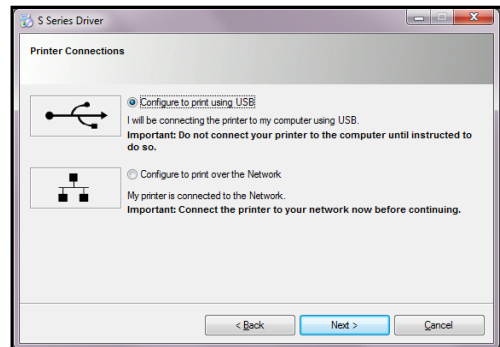 S Series Driver
Printer Connections
Configure to print using USB
I will be connecting the printer to my computer using USB.
Important: Do not connect your printer to the computer until instructed to
do so.
Configure to print over the Network
My printer is connected to the Network.
Important: Connect the printer to your network now before continuing.
< Back
Next >
Cancel